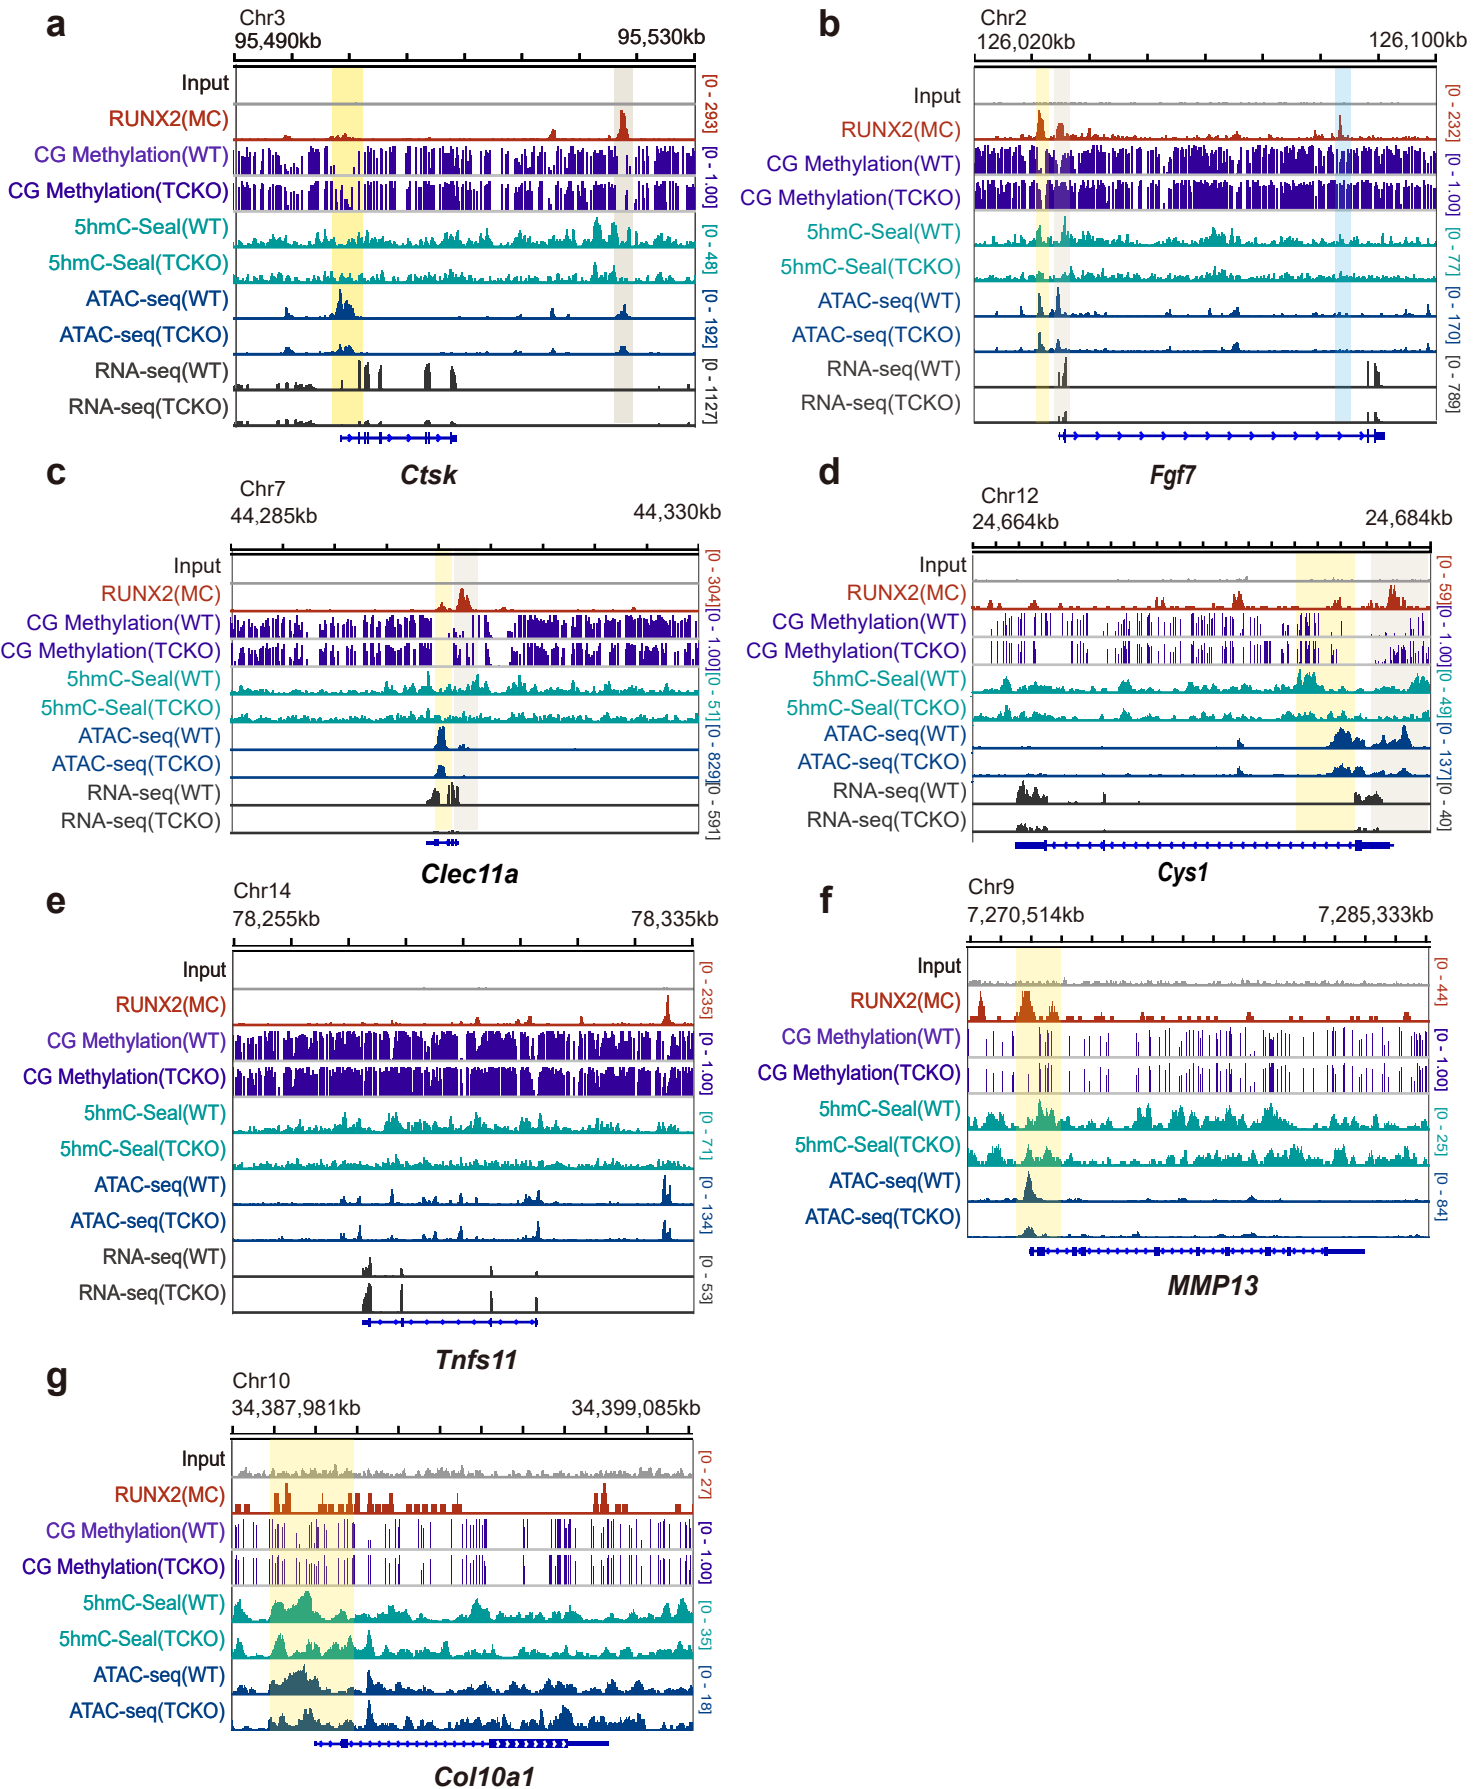 a
Chr3
95,490kb 95,530kb
Input
RUNX2(MC) [0 - 293]
CG Methylation(WT) [0 - 1.00]
CG Methylation(TCKO)
5hmC-Seal(WT) [0 - 48]
5hmC-Seal(TCKO)
ATAC-seq(WT) [0 - 192]
ATAC-seq(TCKO)
RNA-seq(WT) [0 - 1127]
RNA-seq(TCKO)
Ctsk
b
Chr2
126,020kb 126,100kb
Input
RUNX2(MC) [0 - 232]
CG Methylation(WT) [0 - 1.00]
CG Methylation(TCKO)
5hmC-Seal(WT) [0 - 77]
5hmC-Seal(TCKO)
ATAC-seq(WT) [0 - 170]
ATAC-seq(TCKO)
RNA-seq(WT) [0 - 789]
RNA-seq(TCKO)
Fgf7
c
Chr7
44,285kb 44,330kb
Input
RUNX2(MC) [0 - 304]
CG Methylation(WT) [0 - 1.00]
CG Methylation(TCKO)
5hmC-Seal(WT) [0 - 51]
5hmC-Seal(TCKO)
ATAC-seq(WT) [0 - 829]
ATAC-seq(TCKO)
RNA-seq(WT) [0 - 591]
RNA-seq(TCKO)
Clec11a
d
Chr12
24,664kb 24,684kb
Input
RUNX2(MC) [0 - 59]
CG Methylation(WT) [0 - 1.00]
CG Methylation(TCKO)
5hmC-Seal(WT) [0 - 49]
5hmC-Seal(TCKO)
ATAC-seq(WT) [0 - 137]
ATAC-seq(TCKO)
RNA-seq(WT) [0 - 40]
RNA-seq(TCKO)
Cys1
e
Chr14
78,255kb 78,335kb
Input
RUNX2(MC) [0 - 235]
CG Methylation(WT) [0 - 1.00]
CG Methylation(TCKO)
5hmC-Seal(WT) [0 - 71]
5hmC-Seal(TCKO)
ATAC-seq(WT) [0 - 134]
ATAC-seq(TCKO)
RNA-seq(WT) [0 - 53]
RNA-seq(TCKO)
Tnfs11
f
Chr9
7,270,514kb 7,285,333kb
Input
RUNX2(MC) [0 - 44]
CG Methylation(WT) [0 - 1.00]
CG Methylation(TCKO)
5hmC-Seal(WT) [0 - 25]
5hmC-Seal(TCKO)
ATAC-seq(WT) [0 - 84]
ATAC-seq(TCKO)
MMP13
g
Chr10
34,387,981kb 34,399,085kb
Input
RUNX2(MC) [0 - 27]
CG Methylation(WT) [0 - 1.00]
CG Methylation(TCKO)
5hmC-Seal(WT) [0 - 35]
5hmC-Seal(TCKO)
ATAC-seq(WT) [0 - 18]
ATAC-seq(TCKO)
Col10a1